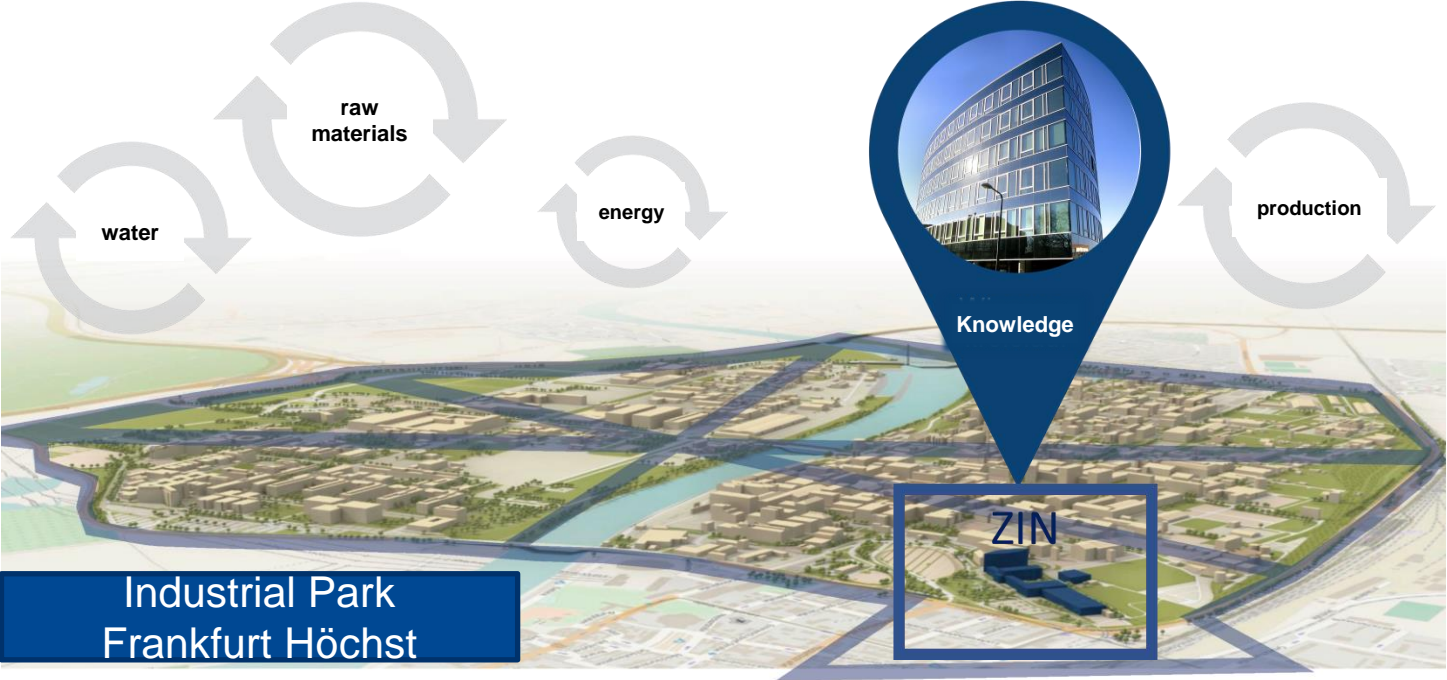 raw
materials
water
energy
production
Knowledge
ZIN
Industrial Park
Frankfurt Höchst